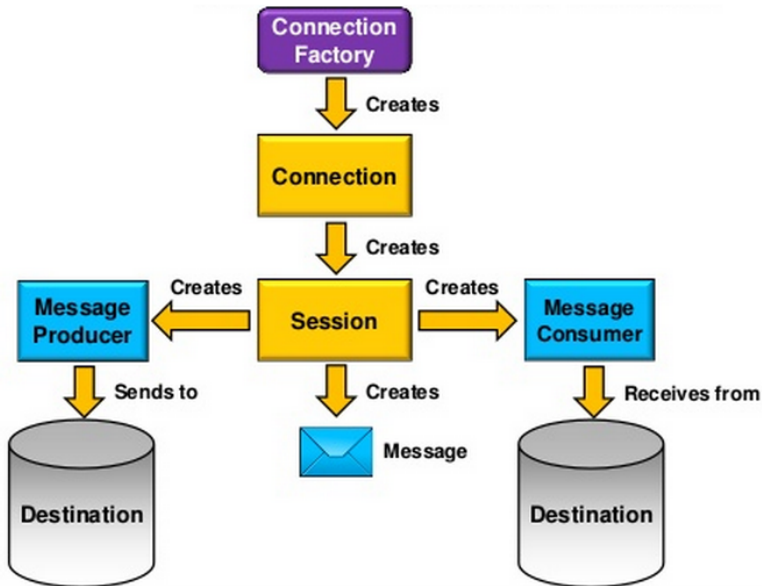 Connection
Factory
Creates
Connection
Creates
Creates
Creates
Message
Producer
Session
Message
Consumer
Sends to
Creates
Receives from
Message
Destination
Destination